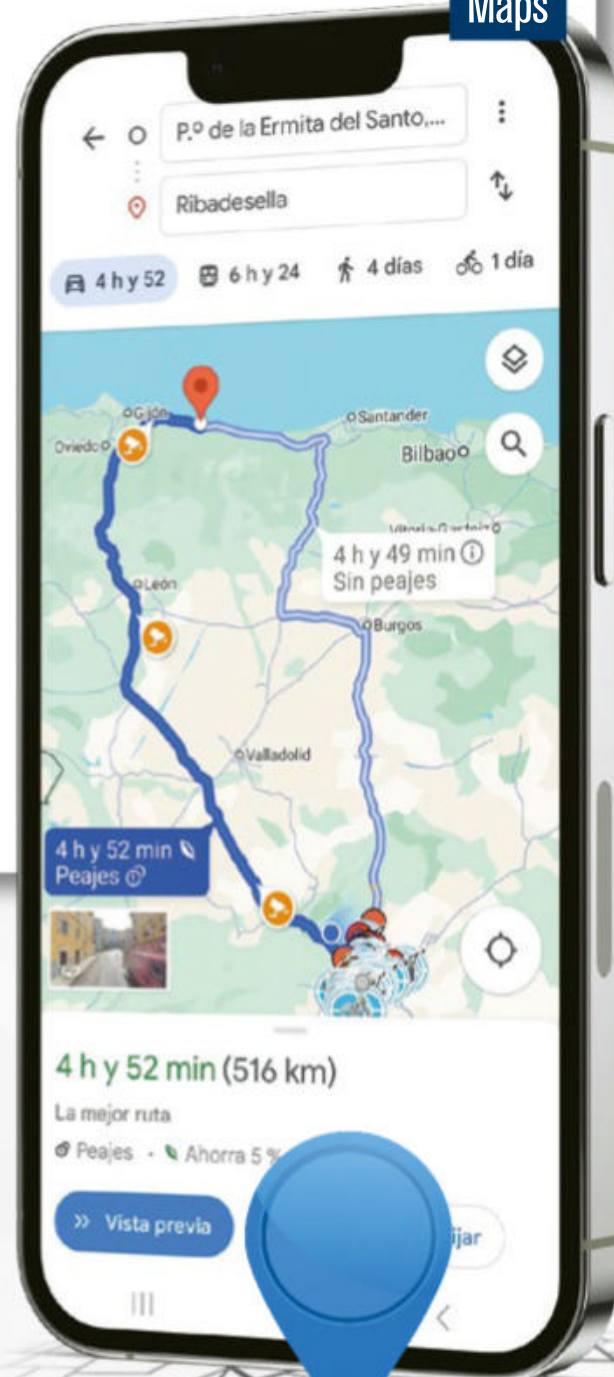 Maps
P.º de la Ermita del Santo,...
Ribadesella
4 h y 52
6 h y 24
4 días
1 día
Gijón
Oviedo
Santander
Bilbao
Vitoria-Gasteiz
4 h y 49 min
Sin peajes
León
Burgos
Valladolid
4 h y 52 min
Peajes
4 h y 52 min (516 km)
La mejor ruta
Peajes · Ahorra 5 %
Vista previa
ijar